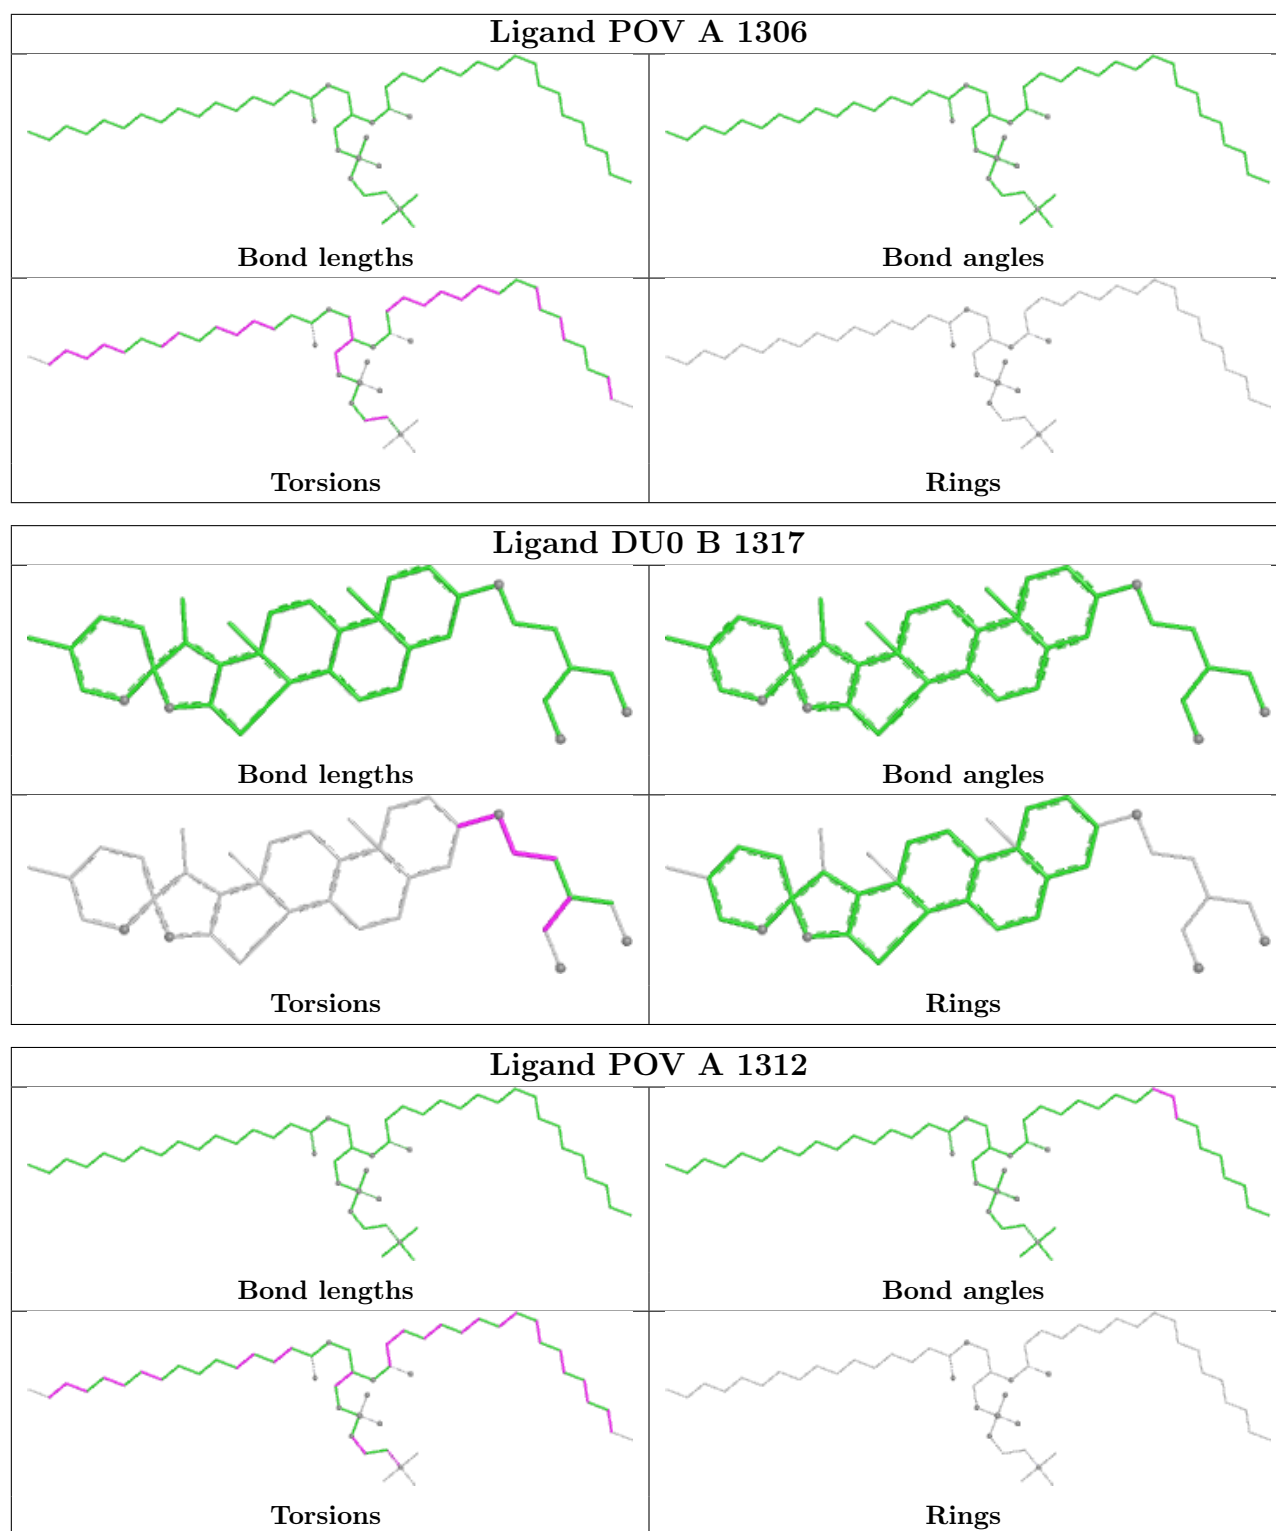 Ligand POV A 1306
Bond lengths
Bond angles
Torsions
Rings
Ligand DU0 B 1317
Bond lengths
Bond angles
Torsions
Rings
Ligand POV A 1312
Bond lengths
Bond angles
Torsions
Rings